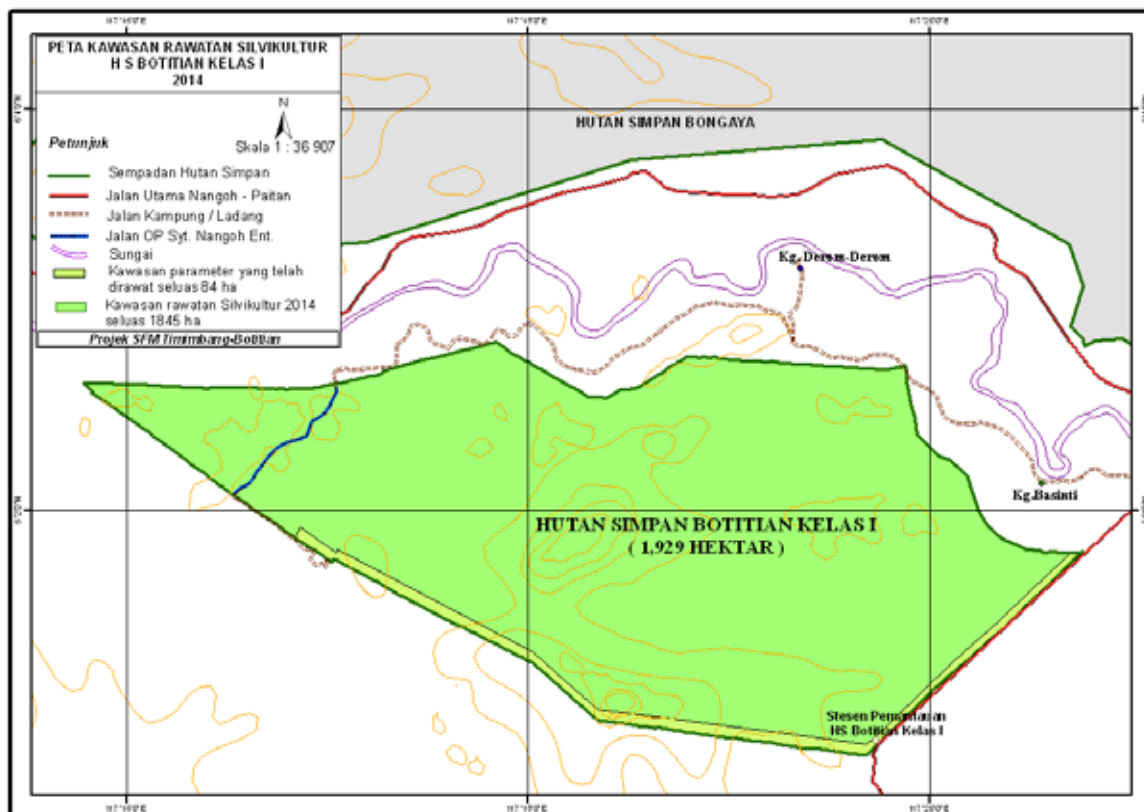 PETA KAWASAN RAWATAN SILVIKULTUR
H S BOTITIAN KELAS I
2014
N
Petunjuk
Skala 1 : 36 907
Sempadan Hutan Simpan
Jalan Utama Nangoh - Paitan
Jalan Kampung / Ladang
Jalan OP Syt. Nangoh Ent.
Sungai
Kawasan parameter yang telah
dirawat seluas 84 ha
Kawasan rawatan Silvikultur 2014
seluas 1845 ha
Projek SFM Timimbang-Botitian
HUTAN SIMPAN BONGAYA
Kg. Derum-Derum
Kg.Basinti
HUTAN SIMPAN BOTITIAN KELAS I
( 1,929 HEKTAR )
Stesen Pemantauan
HS Botitian Kelas I